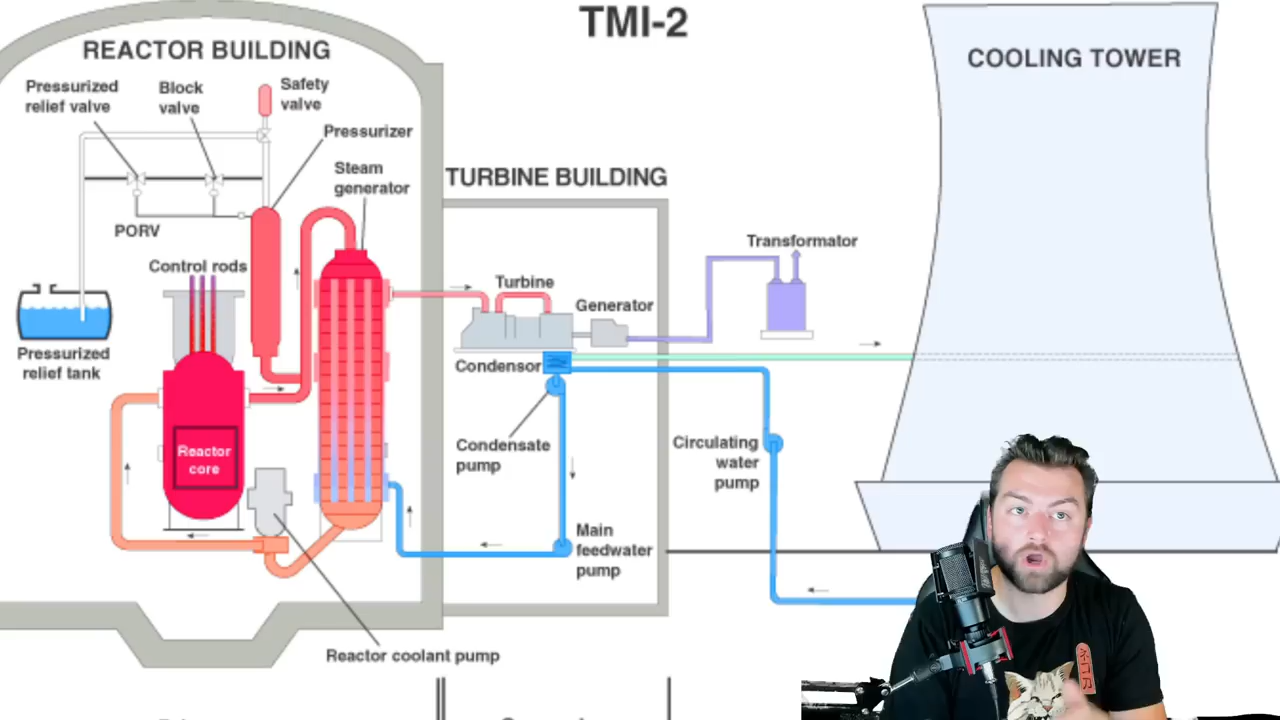 TMI-2
REACTOR BUILDING
COOLING TOWER
Pressurized
relief valve
Block
valve
Safety
valve
Pressurizer
Steam
generator
TURBINE BUILDING
PORV
Control rods
Transformator
Turbine
Generator
Pressurized
relief tank
Condensor
Reactor
core
Condensate
pump
Circulating
water
pump
Main
feedwater
pump
Reactor coolant pump